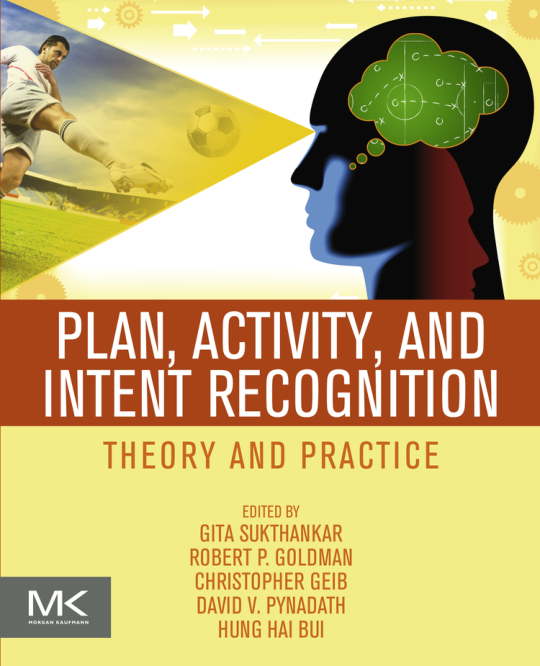 PLAN, ACTIVITY, AND
INTENT RECOGNITION
THEORY AND PRACTICE
EDITED BY
GITA SUKTHANKAR
ROBERT P. GOLDMAN
CHRISTOPHER GEIB
DAVID V. PYNADATH
HUNG HAI BUI
MK
MORGAN KAUFMANN